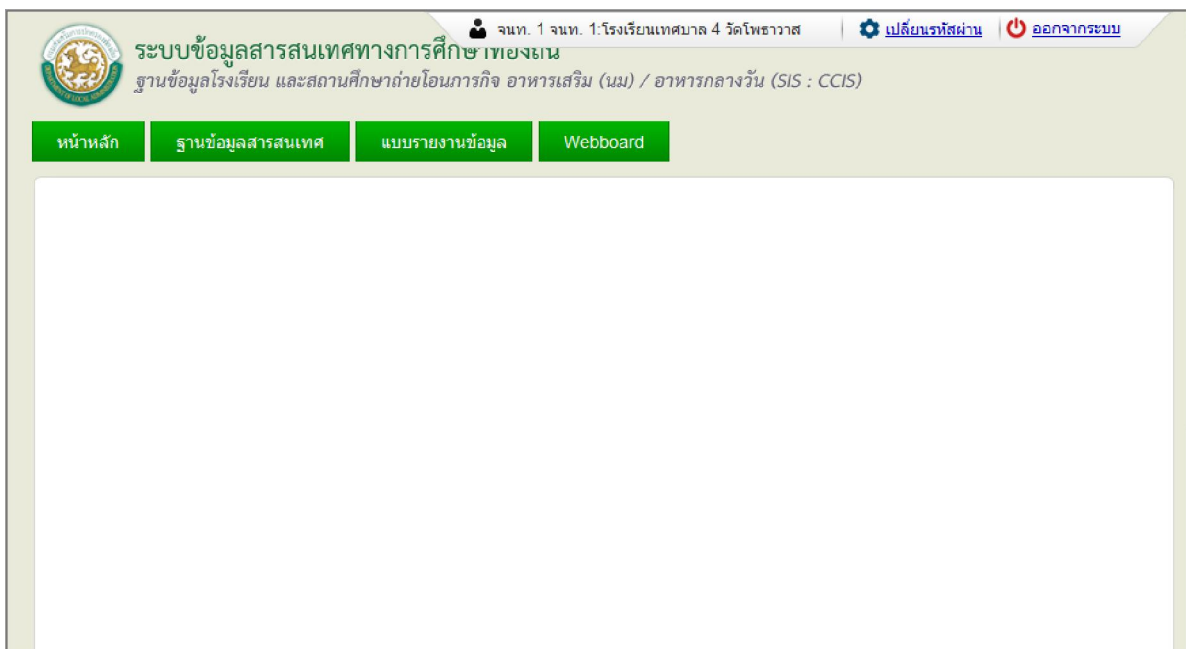 จนท. 1 จนท. 1:โรงเรียนเทศบาล 4 วัดโพธาวาส เปลี่ยนรหัสผ่าน ออกจากระบบ
ระบบข้อมูลสารสนเทศทางการศึกษาท้องถิ่น
ฐานข้อมูลโรงเรียน และสถานศึกษาถ่ายโอนภารกิจ อาหารเสริม (นม) / อาหารกลางวัน (SIS : CCIS)
หน้าหลัก ฐานข้อมูลสารสนเทศ แบบรายงานข้อมูล Webboard